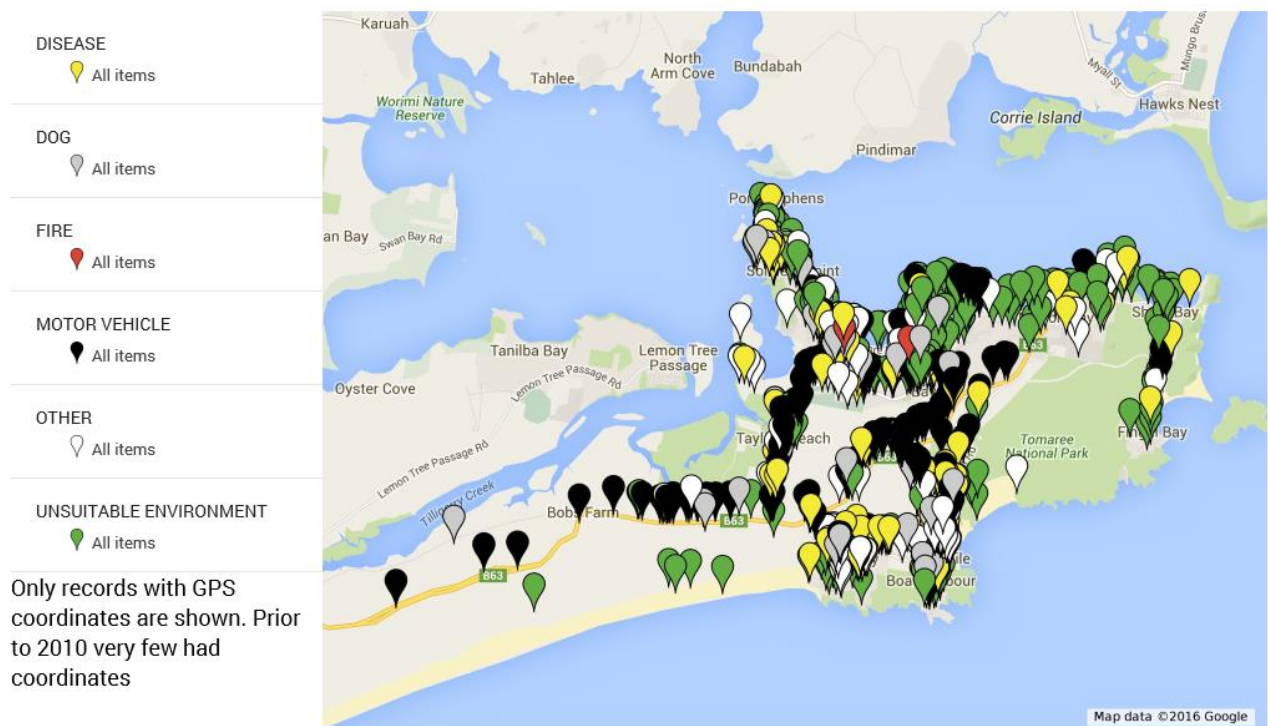 DISEASE
All items
DOG
All items
FIRE
All items
MOTOR VEHICLE
All items
OTHER
All items
UNSUITABLE ENVIRONMENT
All items
Only records with GPS
coordinates are shown. Prior
to 2010 very few had
coordinates
Karuah
Tahlee
North
Arm Cove
Bundabah
Worimi Nature
Reserve
Pindimar
Corrie Island
Myall St
Mungo Brus
Hawks Nest
an Bay
Swan Bay Rd
Tanilba Bay
Lemon Tree
Passage
Oyster Cove
Lemon Tree Passage Rd
Lemon Tree Passage Rd
Tilligerry Creek
Bobs Farm
B63
B63
B63
B63
Tomaree
National Park
Map data ©2016 Google